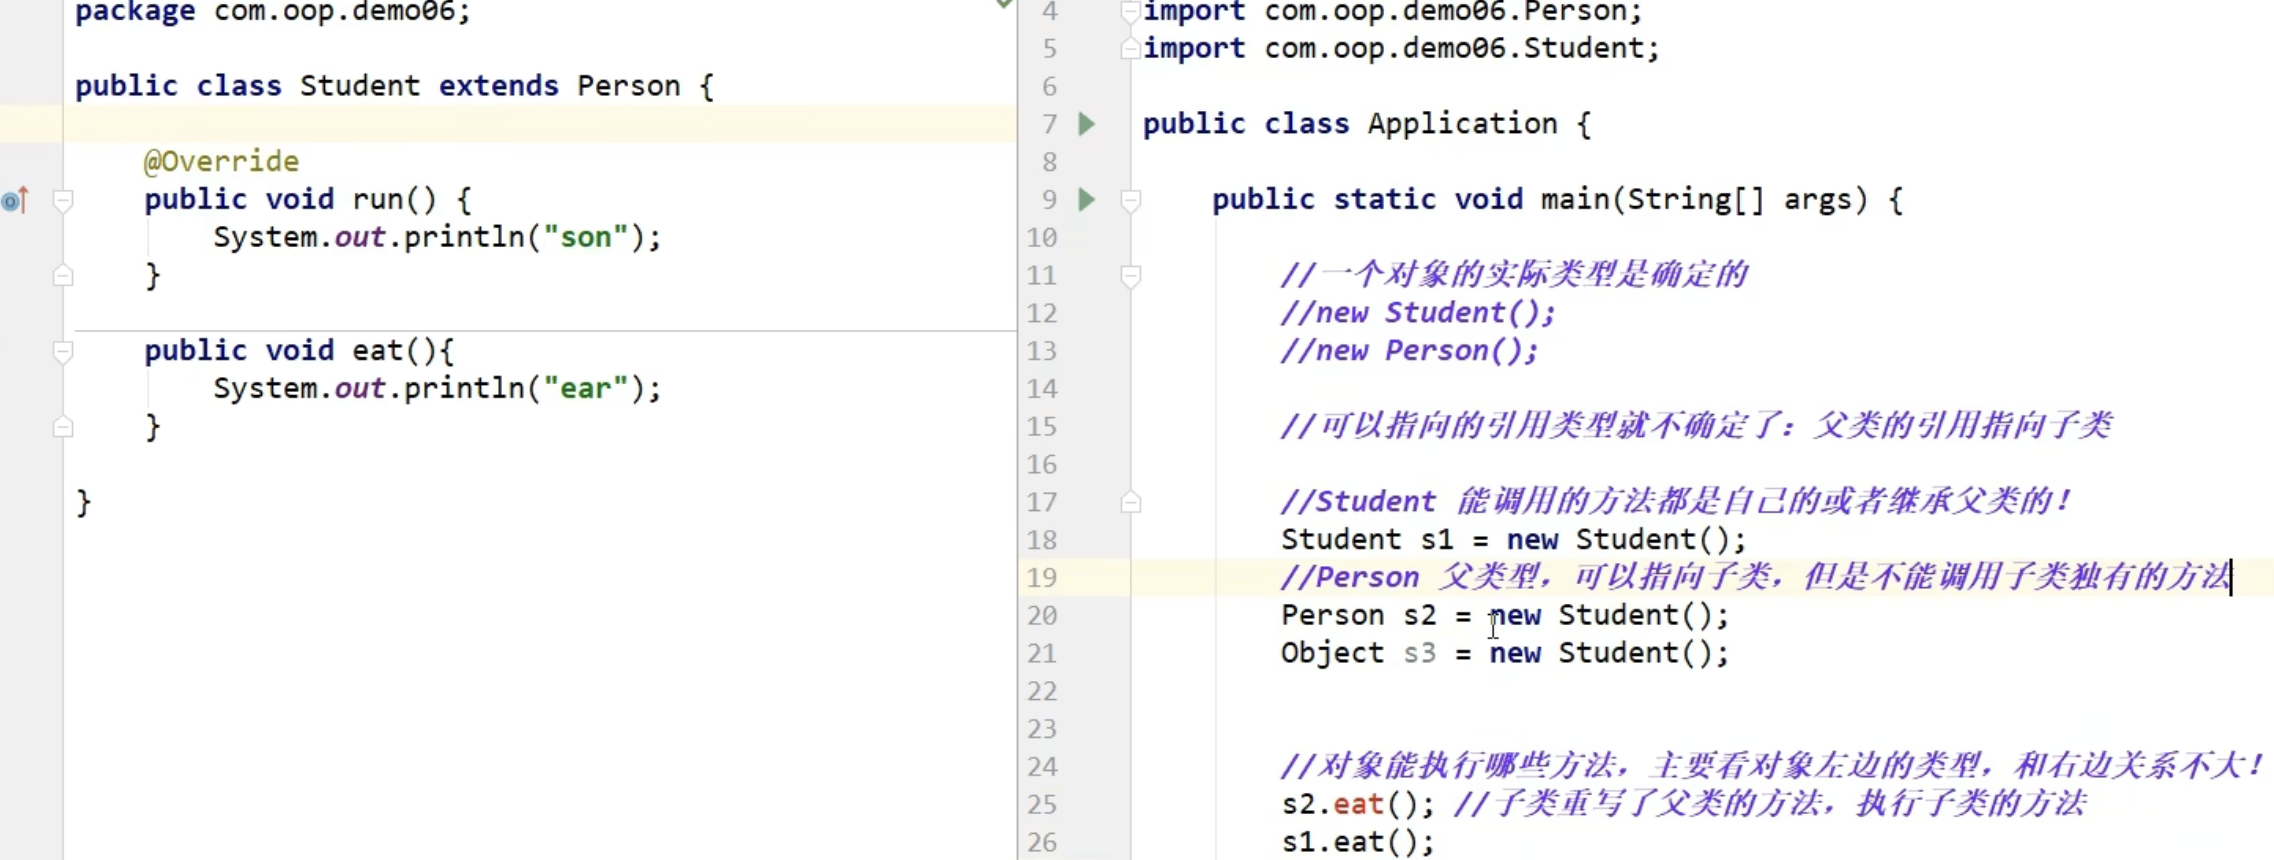 package com.oop.demo06;
public class Student extends Person {
@Override
public void run() {
System.out.println("son");
}
public void eat(){
System.out.println("ear");
}
}
4 import com.oop.demo06.Person;
5 import com.oop.demo06.Student;
6
7 public class Application {
8
9 public static void main(String[] args) {
10
11 //一个对象的实际类型是确定的
12 //new Student();
13 //new Person();
14
15 //可以指向的引用类型就不确定了：父类的引用指向子类
16
17 //Student 能调用的方法都是自己的或者继承父类的！
18 Student s1 = new Student();
19 //Person 父类型，可以指向子类，但是不能调用子类独有的方法
20 Person s2 = new Student();
21 Object s3 = new Student();
22
23
24 //对象能执行哪些方法，主要看对象左边的类型，和右边关系不大！
25 s2.eat(); //子类重写了父类的方法，执行子类的方法
26 s1.eat();